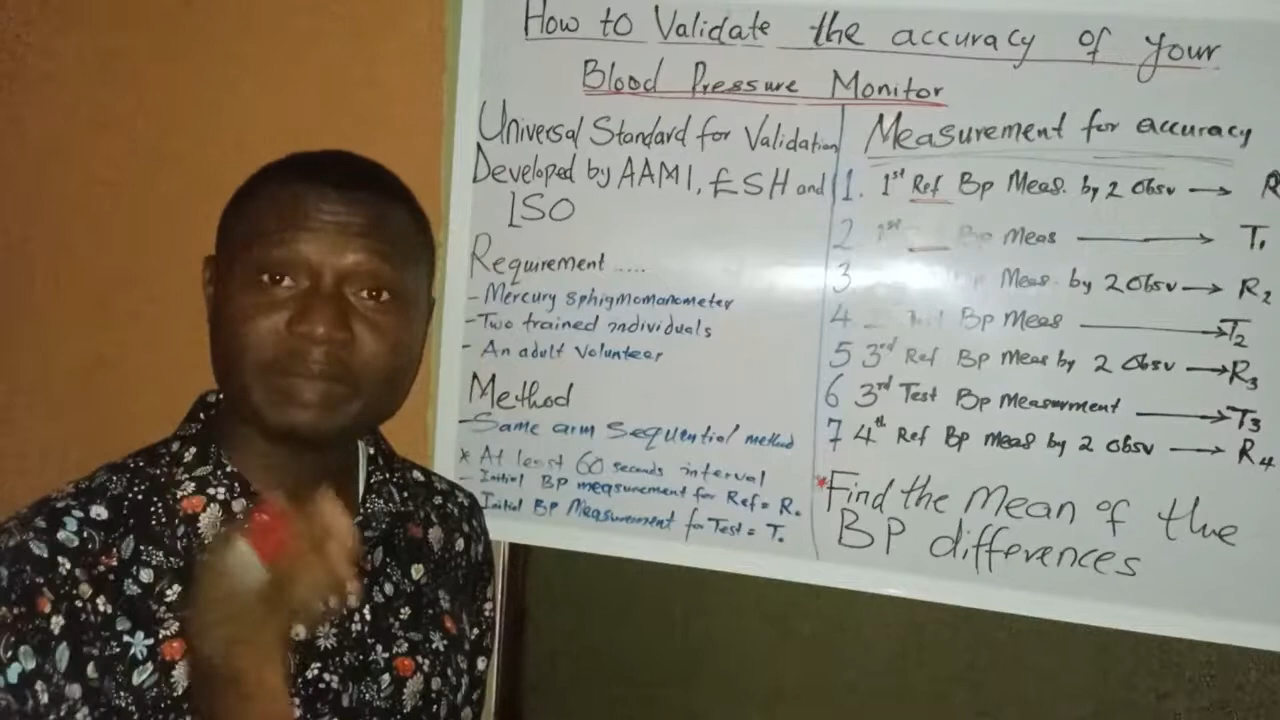 How to Validate the accuracy of your
Blood Pressure Monitor
Universal Standard for Validation
Developed by AAMI, ESH and
ISO
Requirement .....
- Mercury sphigmomanometer
- Two trained individuals
- An adult Volunteer
Method
- Same arm sequential method
* At least 60 seconds interval
- Initial BP measurement for Ref = R.
- Initial BP Measurement for Test = T.
Measurement for accuracy
1. 1st Ref Bp Meas. by 2 Obsv → R
2 1st Bp Meas → T1
3 Meas. by 2 Obsv → R2
4 Test Bp Meas → T2
5 3rd Ref Bp Meas by 2 Obsv → R3
6 3rd Test Bp Measurment → T3
7 4th Ref Bp Meas by 2 obsv → R4
* Find the Mean of the
BP differences